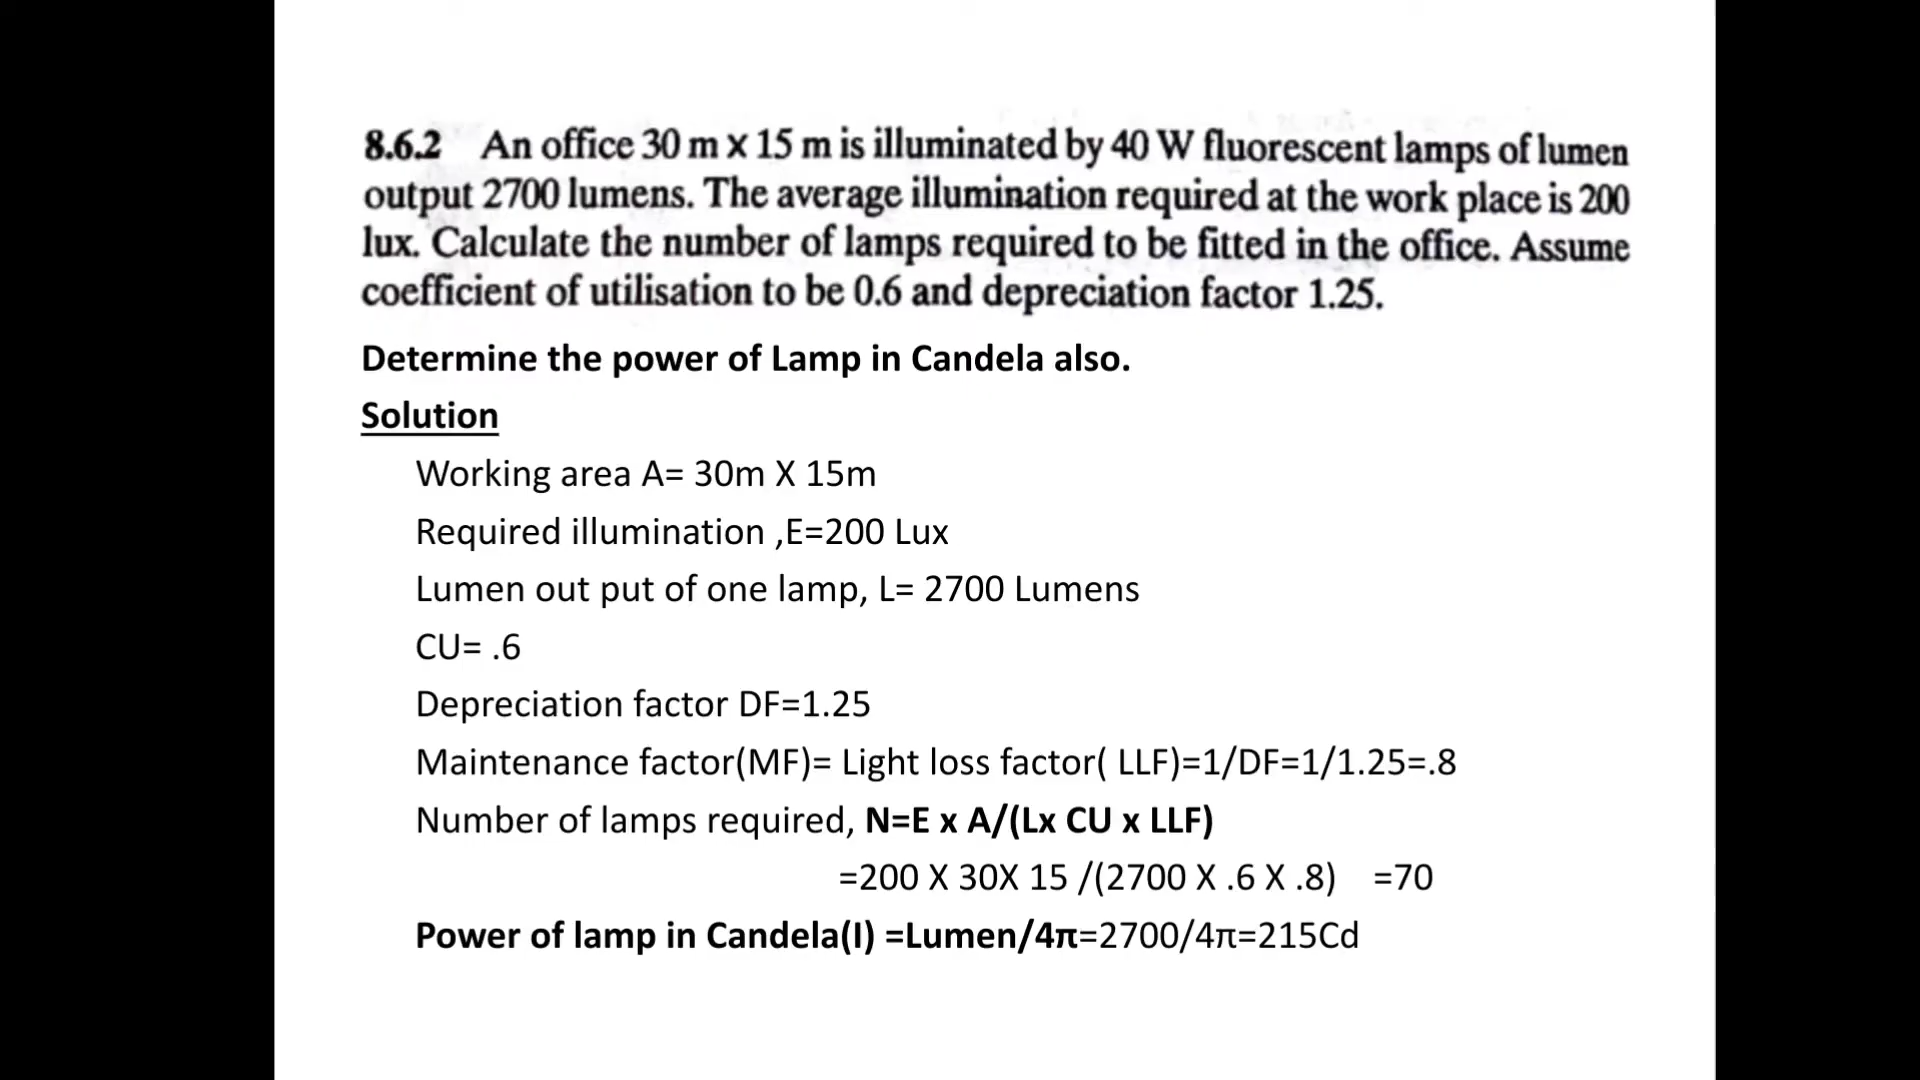 8.6.2 An office 30 m x 15 m is illuminated by 40 W fluorescent lamps of lumen
output 2700 lumens. The average illumination required at the work place is 200
lux. Calculate the number of lamps required to be fitted in the office. Assume
coefficient of utilisation to be 0.6 and depreciation factor 1.25.
Determine the power of Lamp in Candela also.
Solution
Working area A= 30m X 15m
Required illumination ,E=200 Lux
Lumen out put of one lamp, L= 2700 Lumens
CU= .6
Depreciation factor DF=1.25
Maintenance factor(MF)= Light loss factor( LLF)=1/DF=1/1.25=.8
Number of lamps required, N=E x A/(Lx CU x LLF)
=200 X 30X 15 /(2700 X .6 X .8) =70
Power of lamp in Candela(I) =Lumen/4π=2700/4π=215Cd